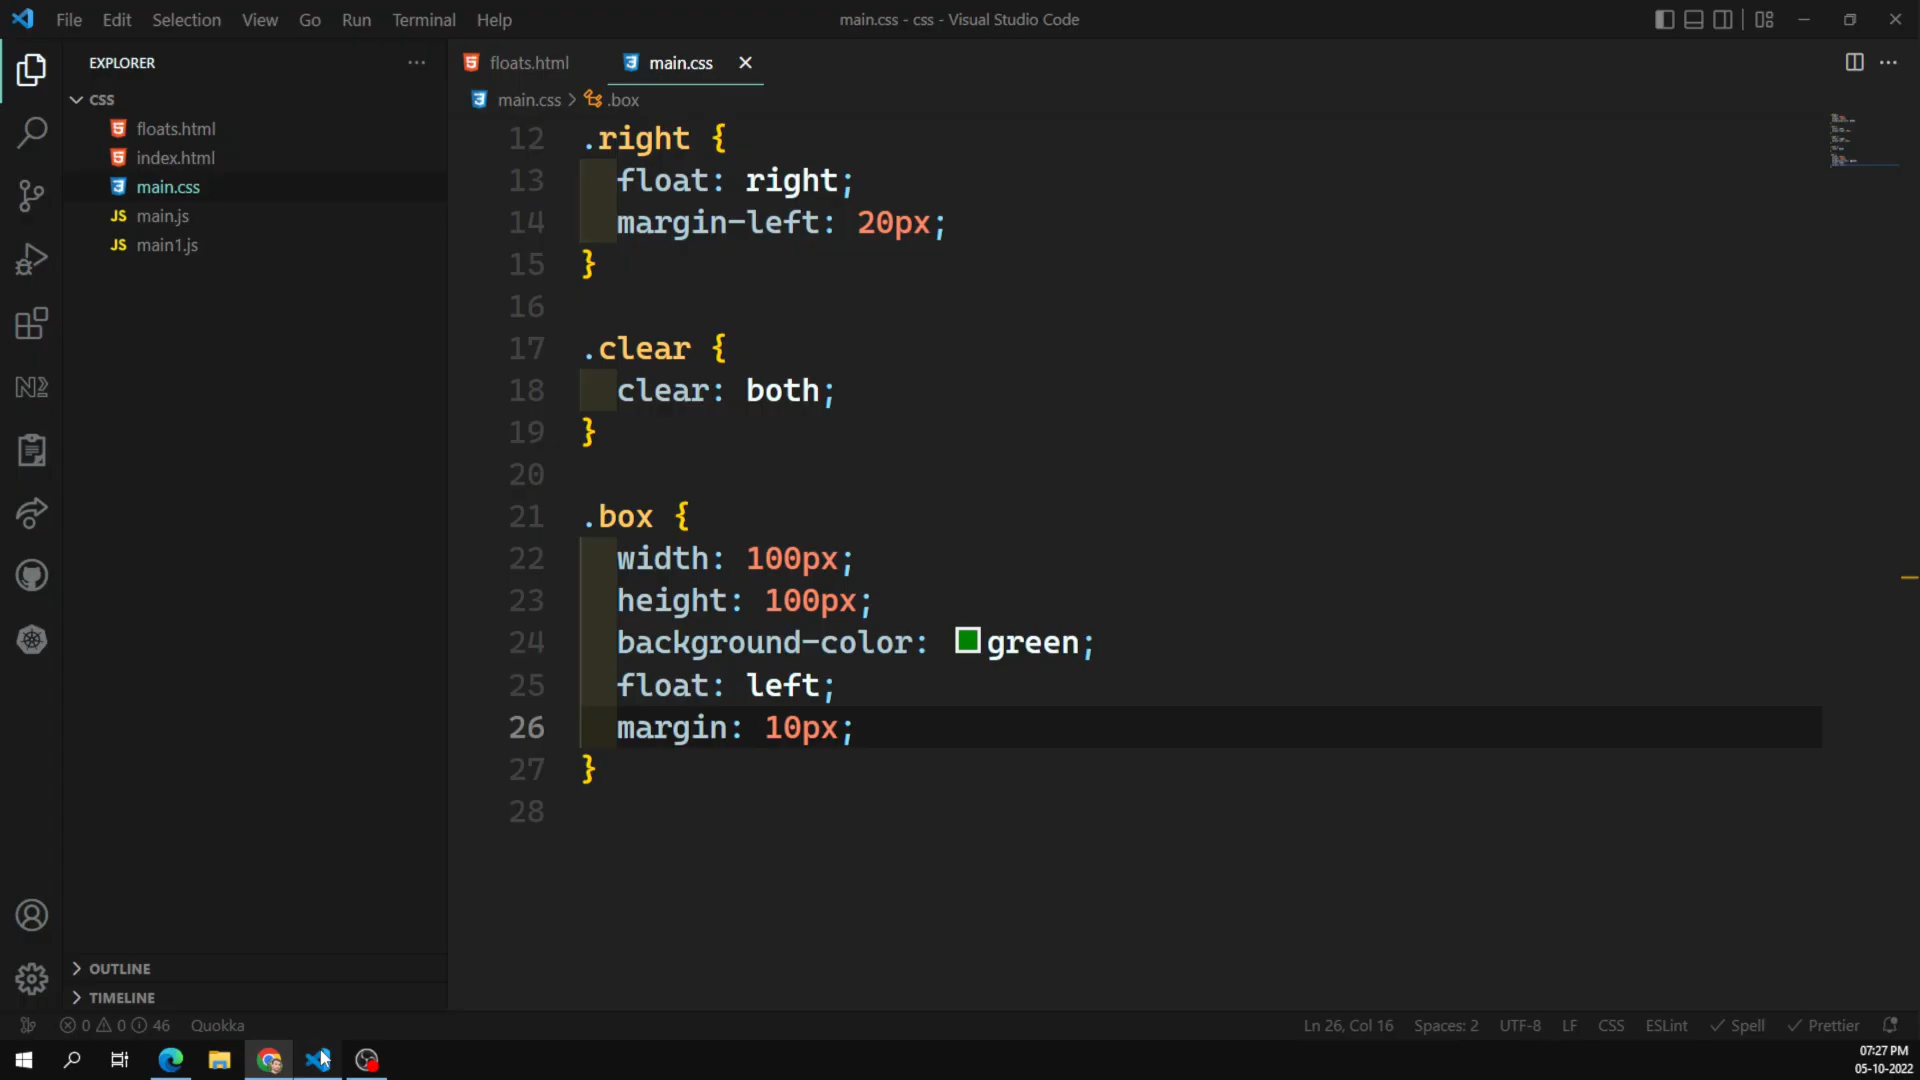 File Edit Selection View Go Run Terminal Help
main.css - css - Visual Studio Code
EXPLORER
CSS
floats.html
index.html
main.css
JS main.js
JS main1.js
OUTLINE
TIMELINE
floats.html main.css
main.css > .box
12 .right {
13 float: right;
14 margin-left: 20px;
15 }
16
17 .clear {
18 clear: both;
19 }
20
21 .box {
22 width: 100px;
23 height: 100px;
24 background-color: green;
25 float: left;
26 margin: 10px;
27 }
28
0 0 46 Quokka
Ln 26, Col 16 Spaces: 2 UTF-8 LF CSS ESLint Spell Prettier
07:27 PM
05-10-2022